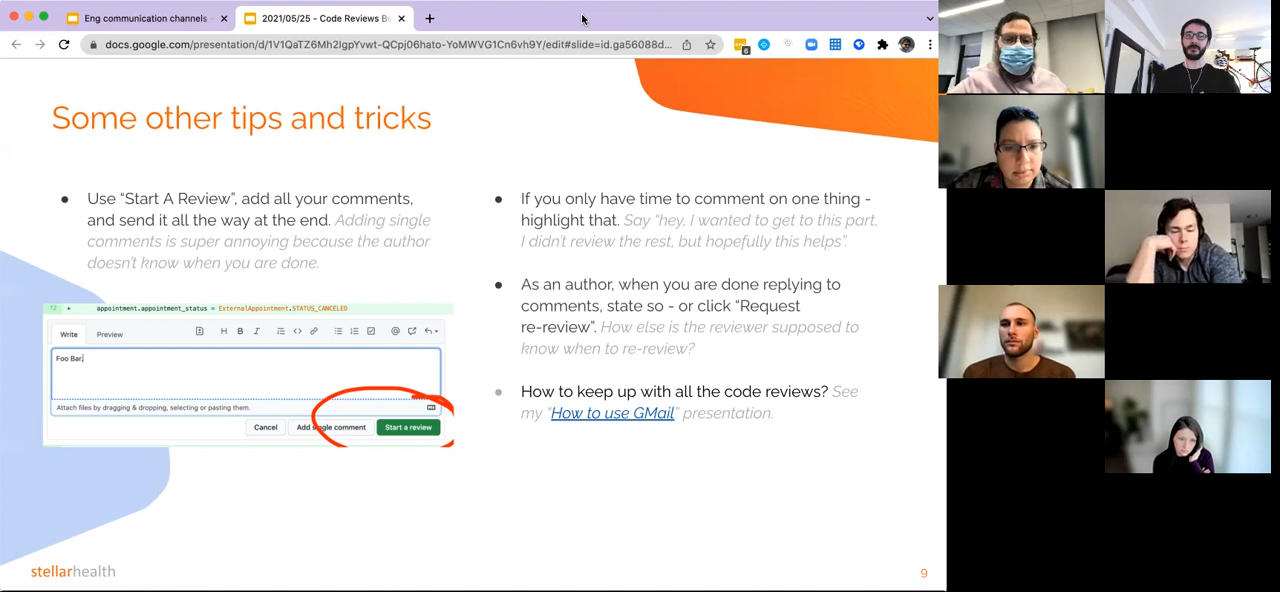 Eng communication channels -
2021/05/25 - Code Reviews Be
docs.google.com/presentation/d/1V1QaTZ6Mh2IgpYvwt-QCpj06hato-YoMWVG1Cn6vh9Y/edit#slide=id.ga56088d...
6
Some other tips and tricks
Use “Start A Review”, add all your comments,
and send it all the way at the end. Adding single
comments is super annoying because the author
doesn’t know when you are done.
72 + appointment.appointment_status = ExternalAppointment.STATUS_CANCELED
Write Preview
Foo Bar
Attach files by dragging & dropping, selecting or pasting them.
Cancel Add single comment Start a review
If you only have time to comment on one thing -
highlight that. Say “hey, I wanted to get to this part,
I didn’t review the rest, but hopefully this helps”.
As an author, when you are done replying to
comments, state so - or click “Request
re-review”. How else is the reviewer supposed to
know when to re-review?
How to keep up with all the code reviews? See
my “How to use GMail” presentation.
stellarhealth
9